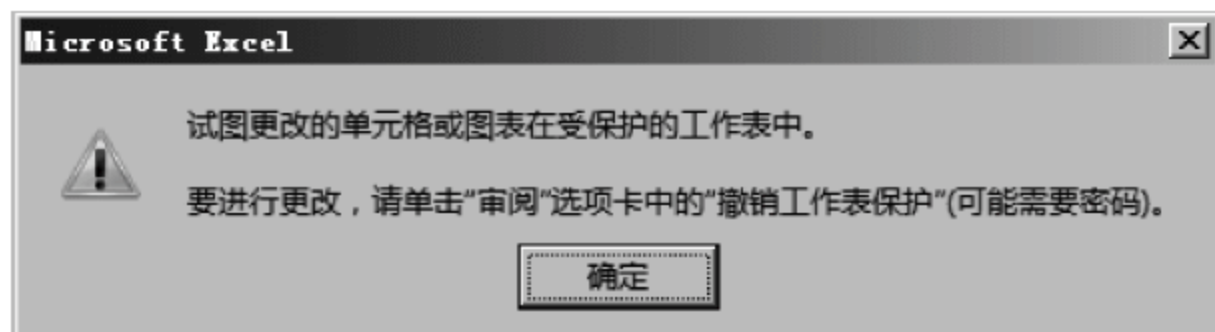 Microsoft Excel
试图更改的单元格或图表在受保护的工作表中。
要进行更改，请单击“审阅”选项卡中的“撤销工作表保护”(可能需要密码)。
确定